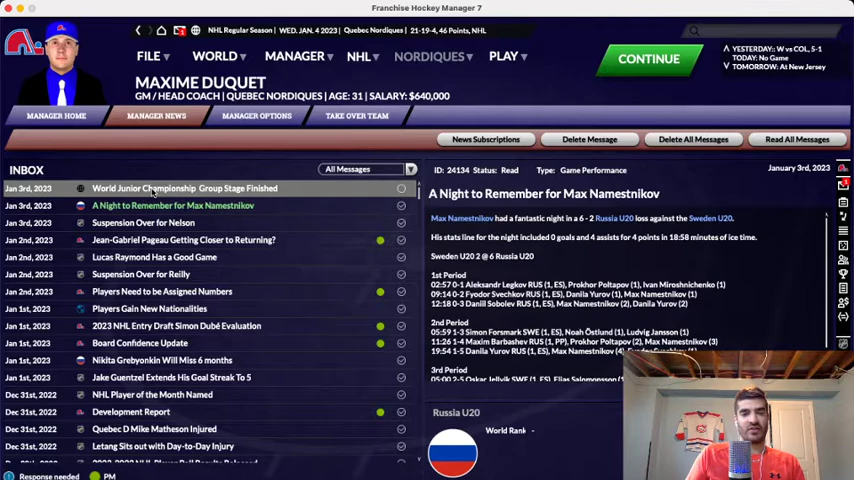 Franchise Hockey Manager 7
NHL Regular Season | WED. JAN. 4 2023 | Quebec Nordiques | 21-19-4, 46 Points, NHL
FILE WORLD MANAGER NHL NORDIQUES PLAY
CONTINUE
YESTERDAY: W vs COL, 5-1
TODAY: No Game
TOMORROW: At New Jersey
MAXIME DUQUET
GM / HEAD COACH | QUEBEC NORDIQUES | AGE: 31 | SALARY: $640,000
MANAGER HOME MANAGER NEWS MANAGER OPTIONS TAKE OVER TEAM
News Subscriptions Delete Message Delete All Messages Read All Messages
INBOX All Messages
Jan 3rd, 2023 World Junior Championship Group Stage Finished
Jan 3rd, 2023 A Night to Remember for Max Namestnikov
Jan 3rd, 2023 Suspension Over for Nelson
Jan 2nd, 2023 Jean-Gabriel Pageau Getting Closer to Returning?
Jan 2nd, 2023 Lucas Raymond Has a Good Game
Jan 2nd, 2023 Suspension Over for Reilly
Jan 2nd, 2023 Players Need to be Assigned Numbers
Jan 1st, 2023 Players Gain New Nationalities
Jan 1st, 2023 2023 NHL Entry Draft Simon Dubé Evaluation
Jan 1st, 2023 Board Confidence Update
Jan 1st, 2023 Nikita Grebyonkin Will Miss 6 months
Jan 1st, 2023 Jake Guentzel Extends His Goal Streak To 5
Dec 31st, 2022 NHL Player of the Month Named
Dec 31st, 2022 Development Report
Dec 31st, 2022 Quebec D Mike Matheson Injured
Dec 31st, 2022 Letang Sits out with Day-to-Day Injury
Response needed PM
ID: 24134 Status: Read Type: Game Performance January 3rd, 2023
A Night to Remember for Max Namestnikov
Max Namestnikov had a fantastic night in a 6 - 2 Russia U20 loss against the Sweden U20.
His stats line for the night included 0 goals and 4 assists for 4 points in 18:58 minutes of ice time.
Sweden U20 2 @ 6 Russia U20
1st Period
02:57 0-1 Aleksandr Legkov RUS (1, ES), Prokhor Poltapov (1), Ivan Miroshnichenko (1)
09:14 0-2 Fyodor Svechkov RUS (1, ES), Danila Yurov (1), Max Namestnikov (1)
12:18 0-3 Daniil Sobolev RUS (1, ES), Max Namestnikov (2), Danila Yurov (2)
2nd Period
05:59 1-3 Simon Forsmark SWE (1, ES), Noah Östlund (1), Ludvig Jansson (1)
11:26 1-4 Maxim Barbashev RUS (1, PP), Prokhor Poltapov (2), Max Namestnikov (3)
19:54 1-5 Danila Yurov RUS (1, ES), Max Namestnikov (4)
3rd Period
05:00 2-5 Oskar Jellvik SWE (1, ES), Elias Salomonsson
Russia U20
World Rank -